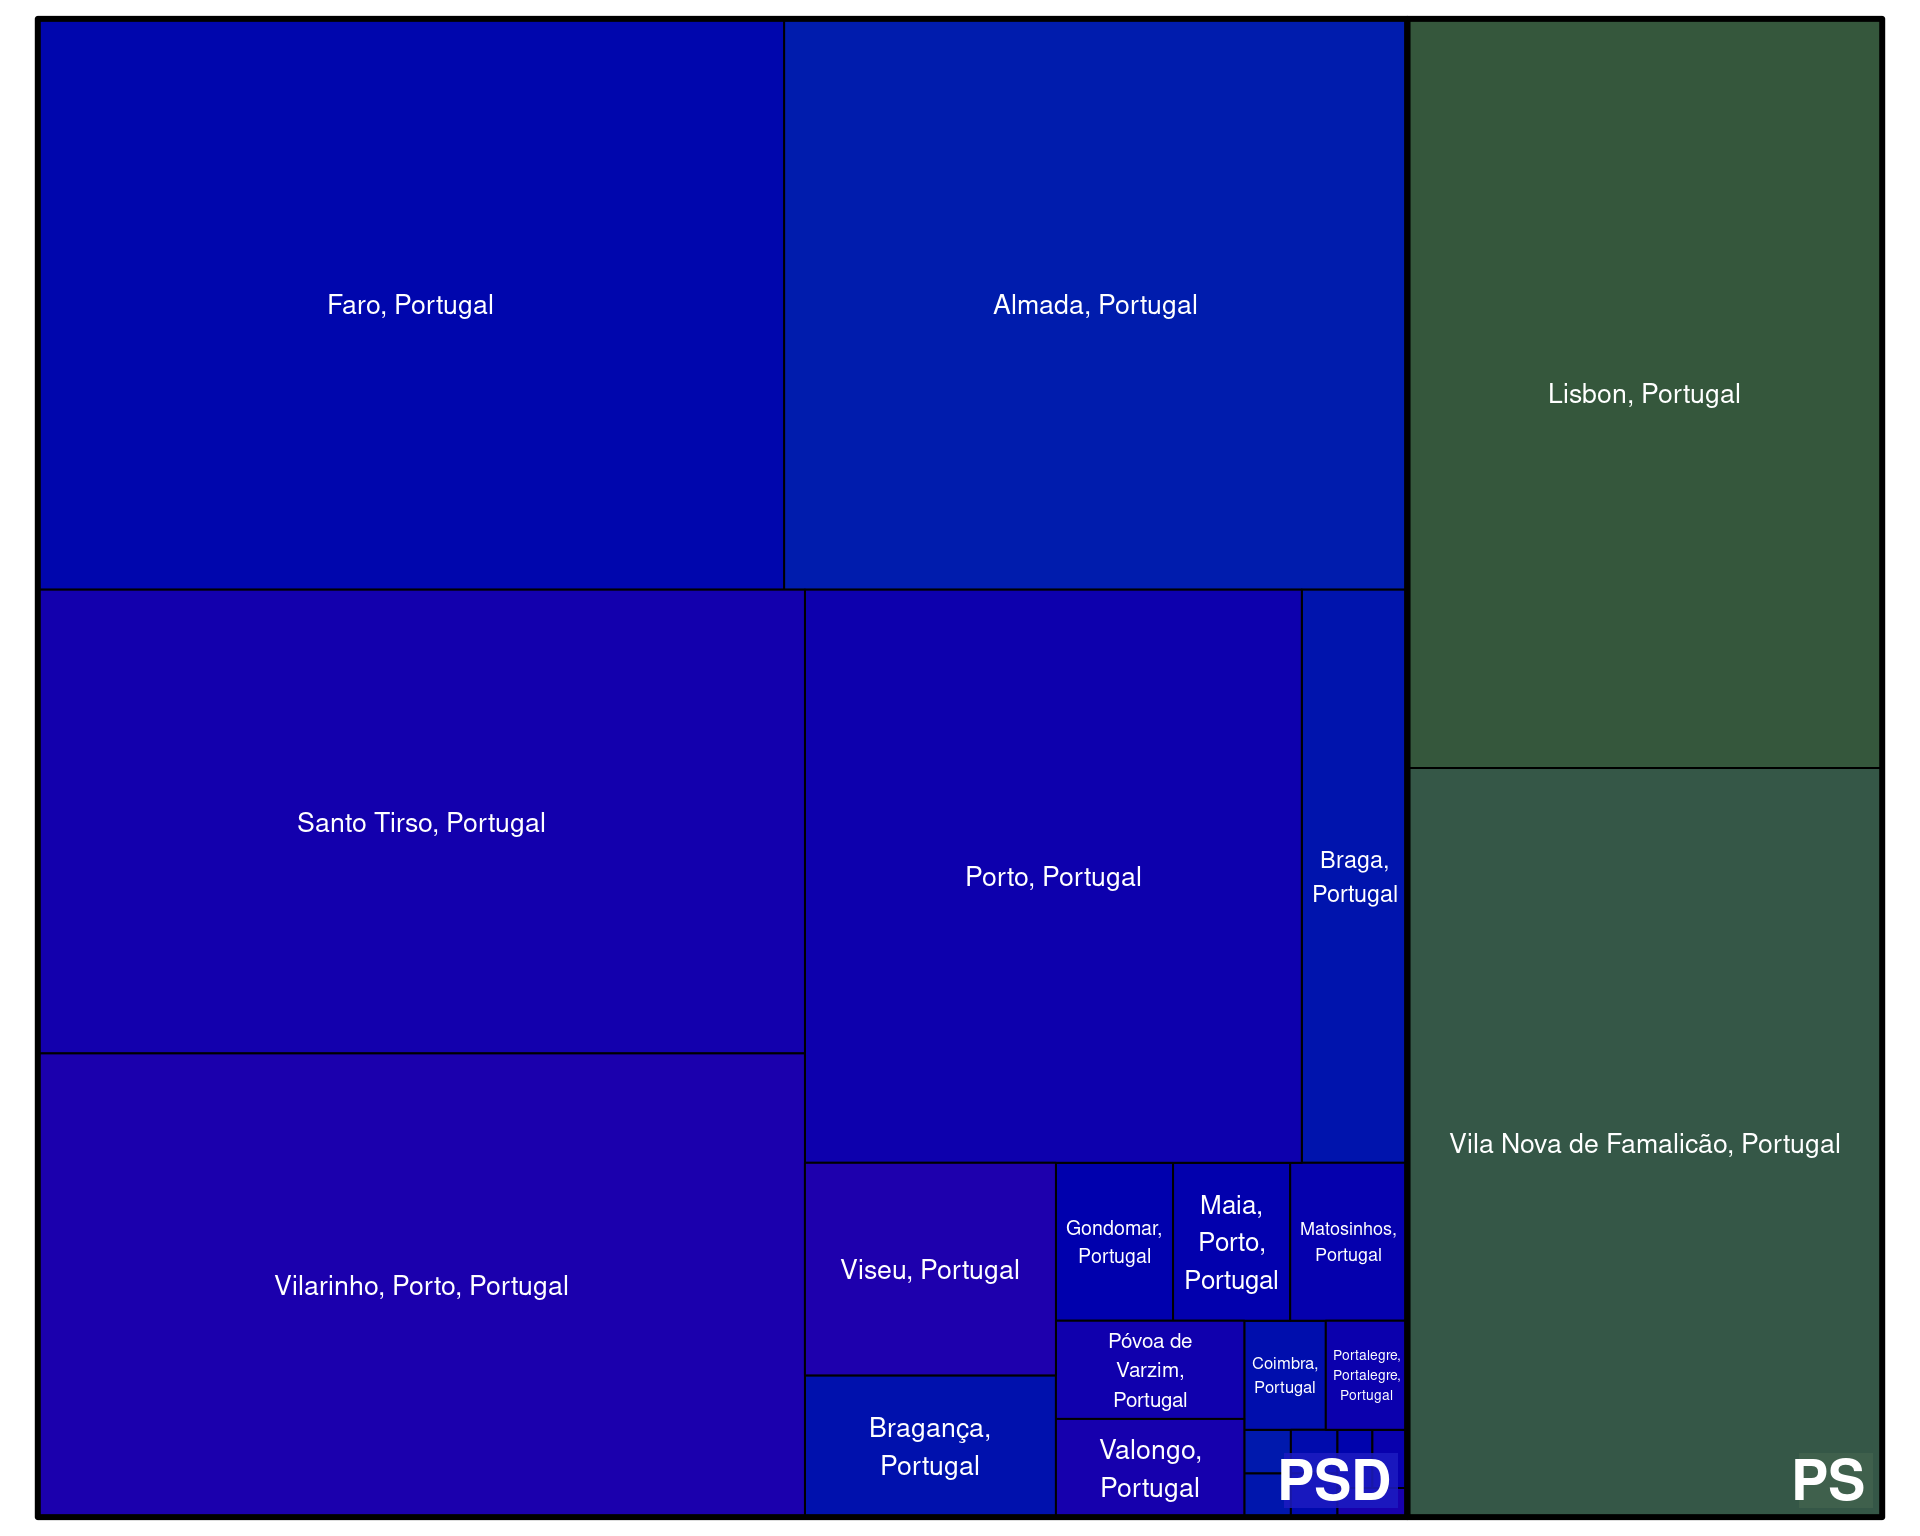 Faro, Portugal
Almada, Portugal
Lisbon, Portugal
Santo Tirso, Portugal
Porto, Portugal
Braga,
Portugal
Vila Nova de Famalicão, Portugal
Vilarinho, Porto, Portugal
Viseu, Portugal
Gondomar,
Portugal
Maia,
Porto,
Portugal
Matosinhos,
Portugal
Póvoa de
Varzim,
Portugal
Coimbra,
Portugal
Portalegre,
Portalegre,
Portugal
Bragança,
Portugal
Valongo,
Portugal
PSD
PS